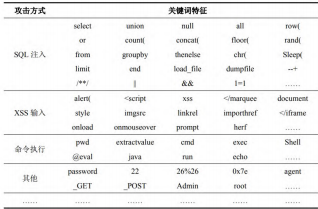 攻击方式 关键词特征
select union null all row(
or count( concat( floor( rand(
SQL 注入 from groupby thenelse chr( Sleep(
limit end load_file dumpfile --+
/**/ || && 1=1 ……
alert( <script xss </marquee document
XSS 输入 style imgsrc linkrel importhref </iframe
onload onmouseover prompt herf ……
命令执行 pwd extractvalue cmd exec Shell
@eval java run echo ……
其他 password 22 26%26 0x7e agent
_GET _POST Admin root ……
…… …… …… …… …… ……